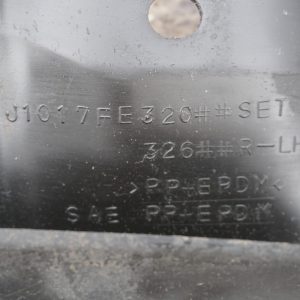 J1017FE320##SET
326##R-LH
>PP+EPDM<
SAE PP+EPDM